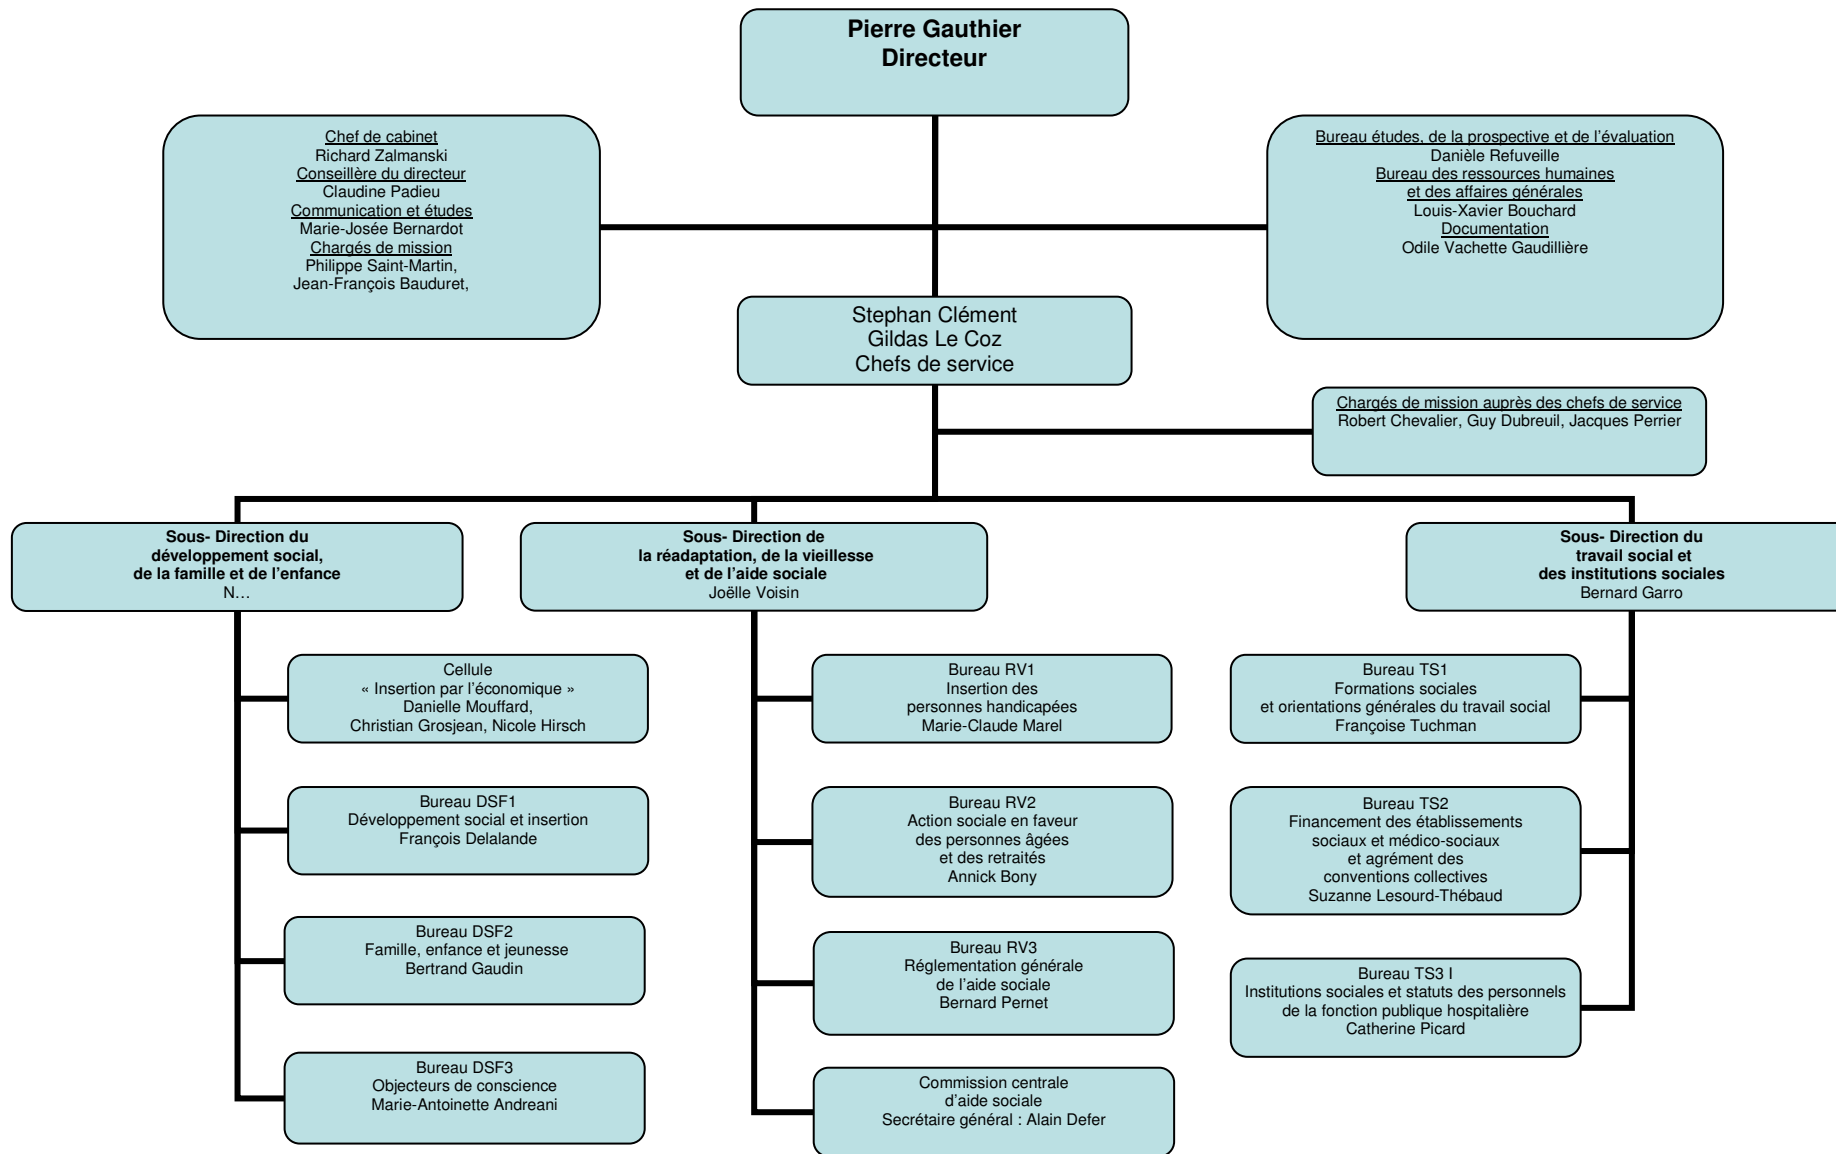 Pierre Gauthier
Directeur
Chef de cabinet
Richard Zalmanski
Conseillère du directeur
Claudine Padieu
Communication et études
Marie-Josée Bernardot
Chargés de mission
Philippe Saint-Martin,
Jean-François Bauduret,
Bureau études, de la prospective et de l’évaluation
Danièle Refuveille
Bureau des ressources humaines
et des affaires générales
Louis-Xavier Bouchard
Documentation
Odile Vachette Gaudillière
Stephan Clément
Gildas Le Coz
Chefs de service
Chargés de mission auprès des chefs de service
Robert Chevalier, Guy Dubreuil, Jacques Perrier
Sous- Direction du
développement social,
de la famille et de l’enfance
N…
Sous- Direction de
la réadaptation, de la vieillesse
et de l’aide sociale
Joëlle Voisin
Sous- Direction du
travail social et
des institutions sociales
Bernard Garro
Cellule
« Insertion par l’économique »
Danielle Mouffard,
Christian Grosjean, Nicole Hirsch
Bureau DSF1
Développement social et insertion
François Delalande
Bureau DSF2
Famille, enfance et jeunesse
Bertrand Gaudin
Bureau DSF3
Objecteurs de conscience
Marie-Antoinette Andreani
Bureau RV1
Insertion des
personnes handicapées
Marie-Claude Marel
Bureau RV2
Action sociale en faveur
des personnes âgées
et des retraités
Annick Bony
Bureau RV3
Réglementation générale
de l’aide sociale
Bernard Pernet
Commission centrale
d’aide sociale
Secrétaire général : Alain Defer
Bureau TS1
Formations sociales
et orientations générales du travail social
Françoise Tuchman
Bureau TS2
Financement des établissements
sociaux et médico-sociaux
et agrément des
conventions collectives
Suzanne Lesourd-Thébaud
Bureau TS3 I
Institutions sociales et statuts des personnels
de la fonction publique hospitalière
Catherine Picard